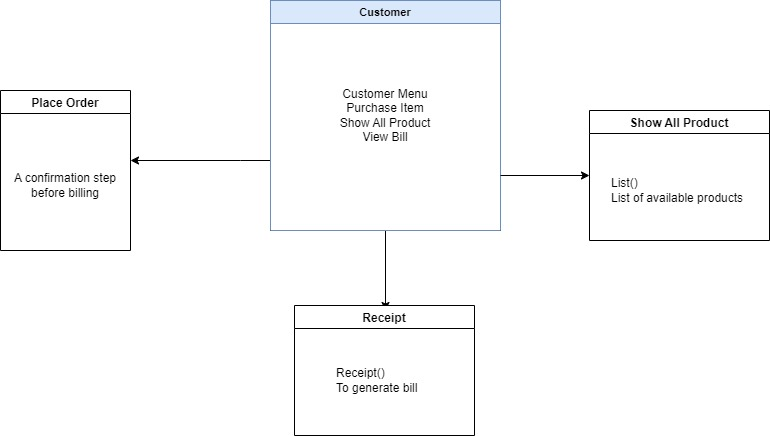 Customer
Customer Menu
Purchase Item
Show All Product
View Bill
Place Order
A confirmation step
before billing
Show All Product
List()
List of available products
Receipt
Receipt()
To generate bill